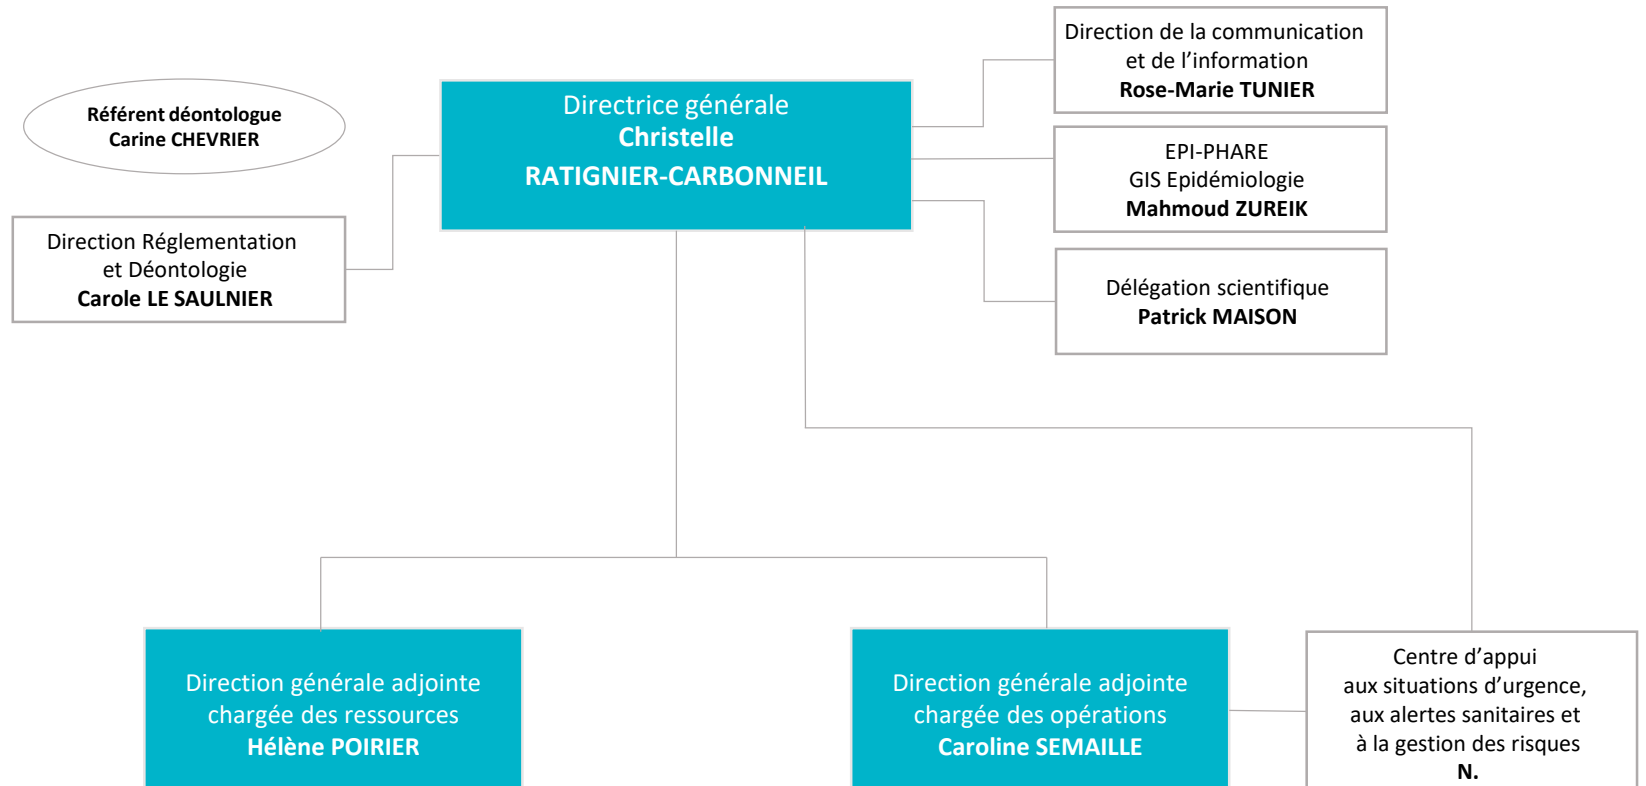 Direction de la communication
et de l’information
Rose-Marie TUNIER
Référent déontologue
Carine CHEVRIER
Directrice générale
Christelle
RATIGNIER-CARBONNEIL
EPI-PHARE
GIS Epidémiologie
Mahmoud ZUREIK
Direction Réglementation
et Déontologie
Carole LE SAULNIER
Délégation scientifique
Patrick MAISON
Direction générale adjointe
chargée des ressources
Hélène POIRIER
Direction générale adjointe
chargée des opérations
Caroline SEMAILLE
Centre d’appui
aux situations d’urgence,
aux alertes sanitaires et
à la gestion des risques
N.